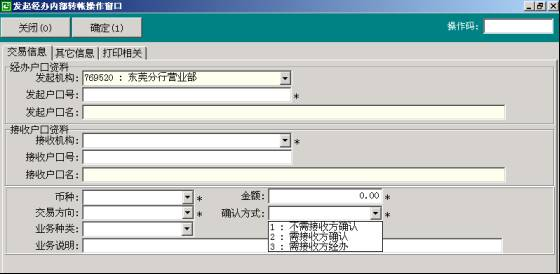 发起经办内部转帐操作窗口
关闭(0) 确定(1) 操作码:
交易信息 其它信息 打印相关
经办户口资料
发起机构: 769520 : 东莞分行营业部
发起户口号: *
发起户口名:
接收户口资料
接收机构: *
接收户口号:
接收户口名:
币种: * 金额: 0.00 *
交易方向: * 确认方式: *
业务种类: 1 : 不需接收方确认
2 : 需接收方确认
3 : 需接收方经办
业务说明: